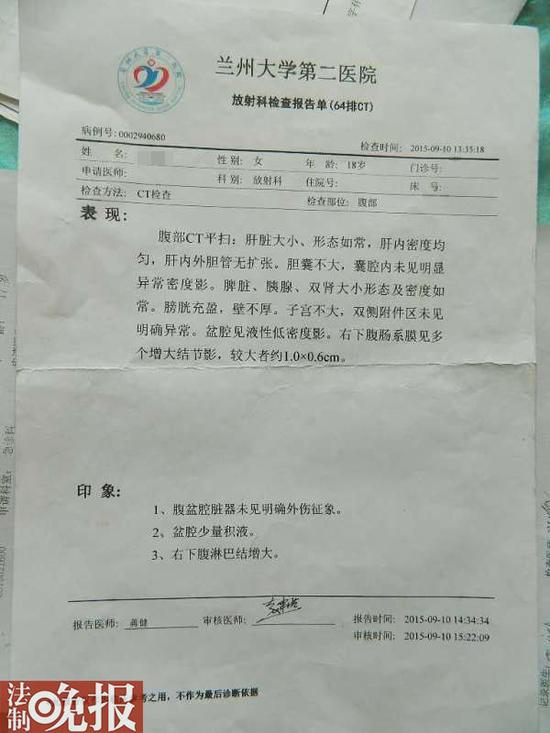 兰州大学第二医院
放射科检查报告单(64排CT)
病例号: 0002940680 检查时间: 2015-09-10 13:35:18
姓 名: 性 别: 女 年 龄: 18岁 门诊号:
申请医师: 科 别: 放射科 住院号: 床 号:
检查方法: CT检查 检查部位: 腹部
表 现:
腹部CT平扫：肝脏大小、形态如常，肝内密度均
匀，肝内外胆管无扩张。胆囊不大，囊腔内未见明显
异常密度影。脾脏、胰腺、双肾大小形态及密度如
常。膀胱充盈，壁不厚。子宫不大，双侧附件区未见
明确异常。盆腔见液性低密度影。右下腹肠系膜见多
个增大结节影，较大者约1.0×0.6cm。
印 象:
1、腹盆腔脏器未见明确外伤征象。
2、盆腔少量积液。
3、右下腹淋巴结增大。
报告医师: 善健 审核医师: 报告时间: 2015-09-10 14:34:34
审核时间: 2015-09-10 15:22:09
考之用，不作为最后诊断依据
法制晚报
申请科室: 急诊科